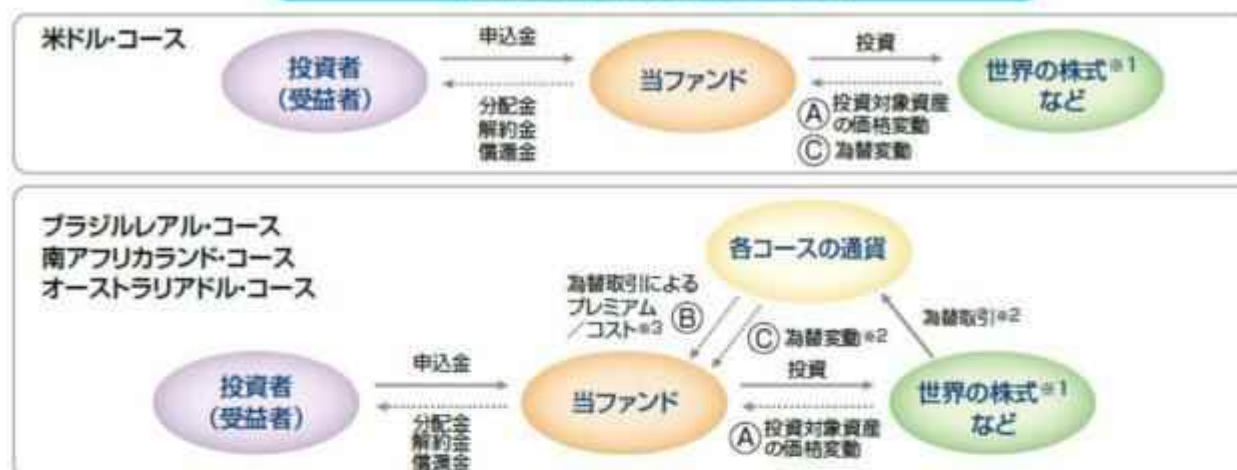 米ドル・コース
投資者
(受益者)
申込金
分配金
解約金
償還金
当ファンド
投資
Ⓐ 投資対象資産
の価格変動
Ⓒ 為替変動
世界の株式※1
など
ブラジルレアル・コース
南アフリカランド・コース
オーストラリアドル・コース
各コースの通貨
為替取引による
プレミアム
/コスト※3 Ⓑ
Ⓒ 為替変動※2
為替取引※2
投資者
(受益者)
申込金
分配金
解約金
償還金
当ファンド
投資
Ⓐ 投資対象資産
の価格変動
世界の株式※1
など